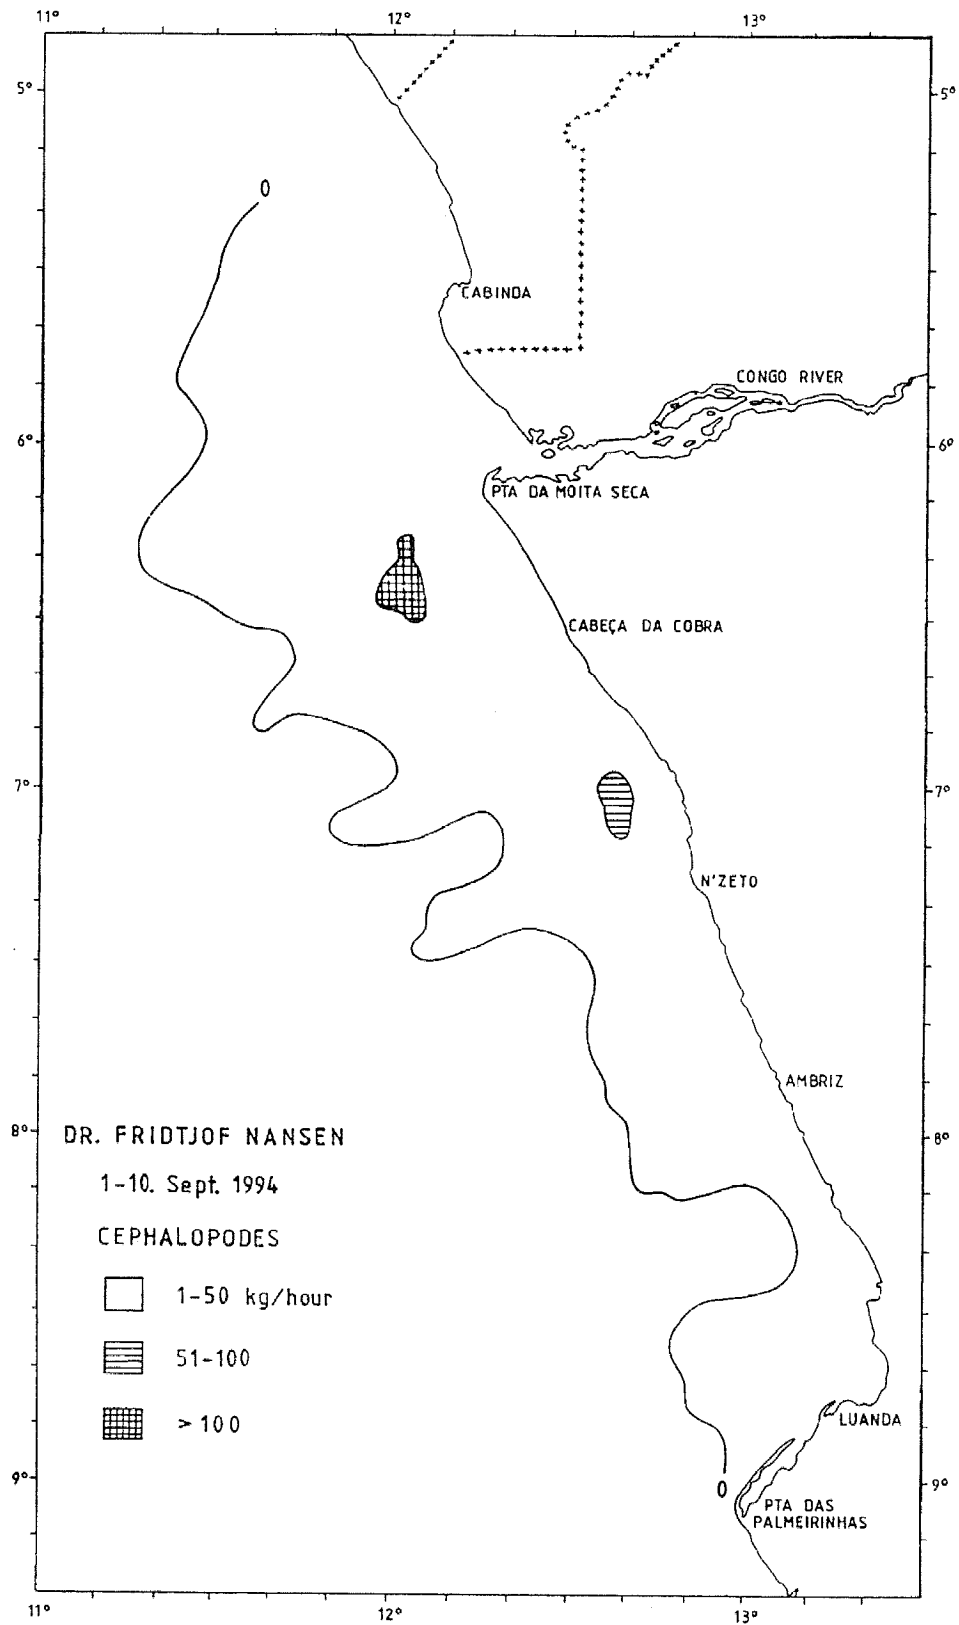 11° 12° 13°
5° 5°
0
CABINDA
CONGO RIVER
6° 6°
PTA DA MOITA SECA
CABEÇA DA COBRA
7° 7°
N'ZETO
AMBRIZ
8° 8°
DR. FRIDTJOF NANSEN
1-10. Sept. 1994
CEPHALOPODES
1-50 kg/hour
51-100
> 100
LUANDA
9° 9°
0
PTA DAS
PALMEIRINHAS
11° 12° 13°